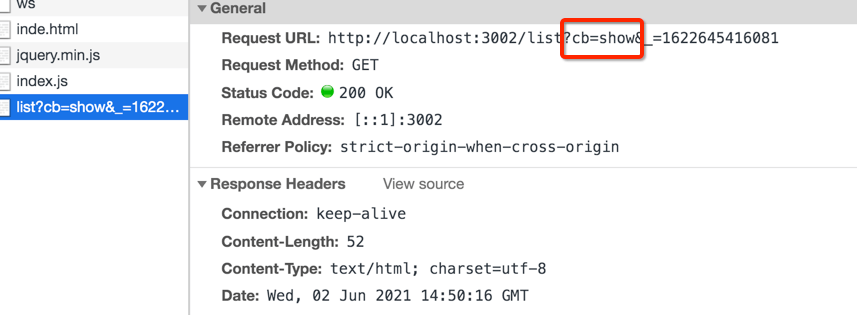 ws
inde.html
jquery.min.js
index.js
list?cb=show&_=1622...
General
Request URL: http://localhost:3002/list?cb=show&_=1622645416081
Request Method: GET
Status Code: 200 OK
Remote Address: [::1]:3002
Referrer Policy: strict-origin-when-cross-origin
Response Headers View source
Connection: keep-alive
Content-Length: 52
Content-Type: text/html; charset=utf-8
Date: Wed, 02 Jun 2021 14:50:16 GMT